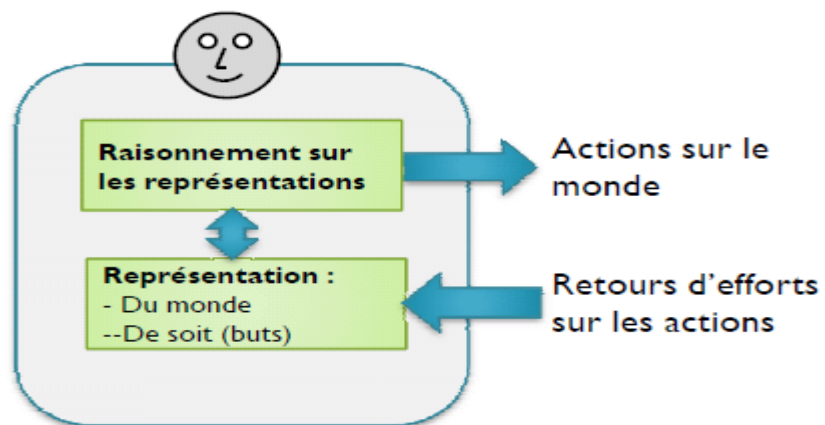 Raisonnement sur
les représentations
Actions sur le
monde
Représentation :
- Du monde
--De soit (buts)
Retours d'efforts
sur les actions